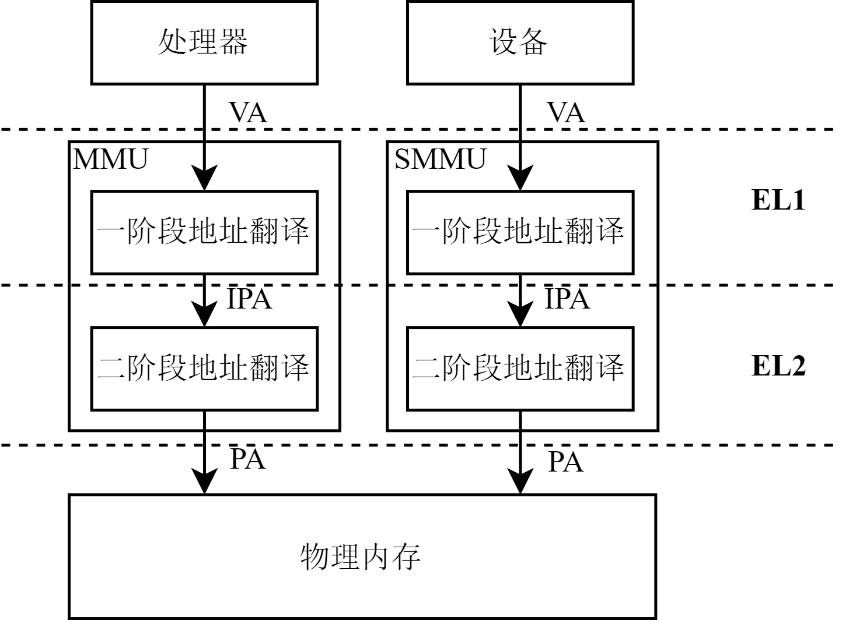 处理器
设备
VA
VA
MMU
SMMU
EL1
一阶段地址翻译
一阶段地址翻译
IPA
IPA
二阶段地址翻译
二阶段地址翻译
EL2
PA
PA
物理内存